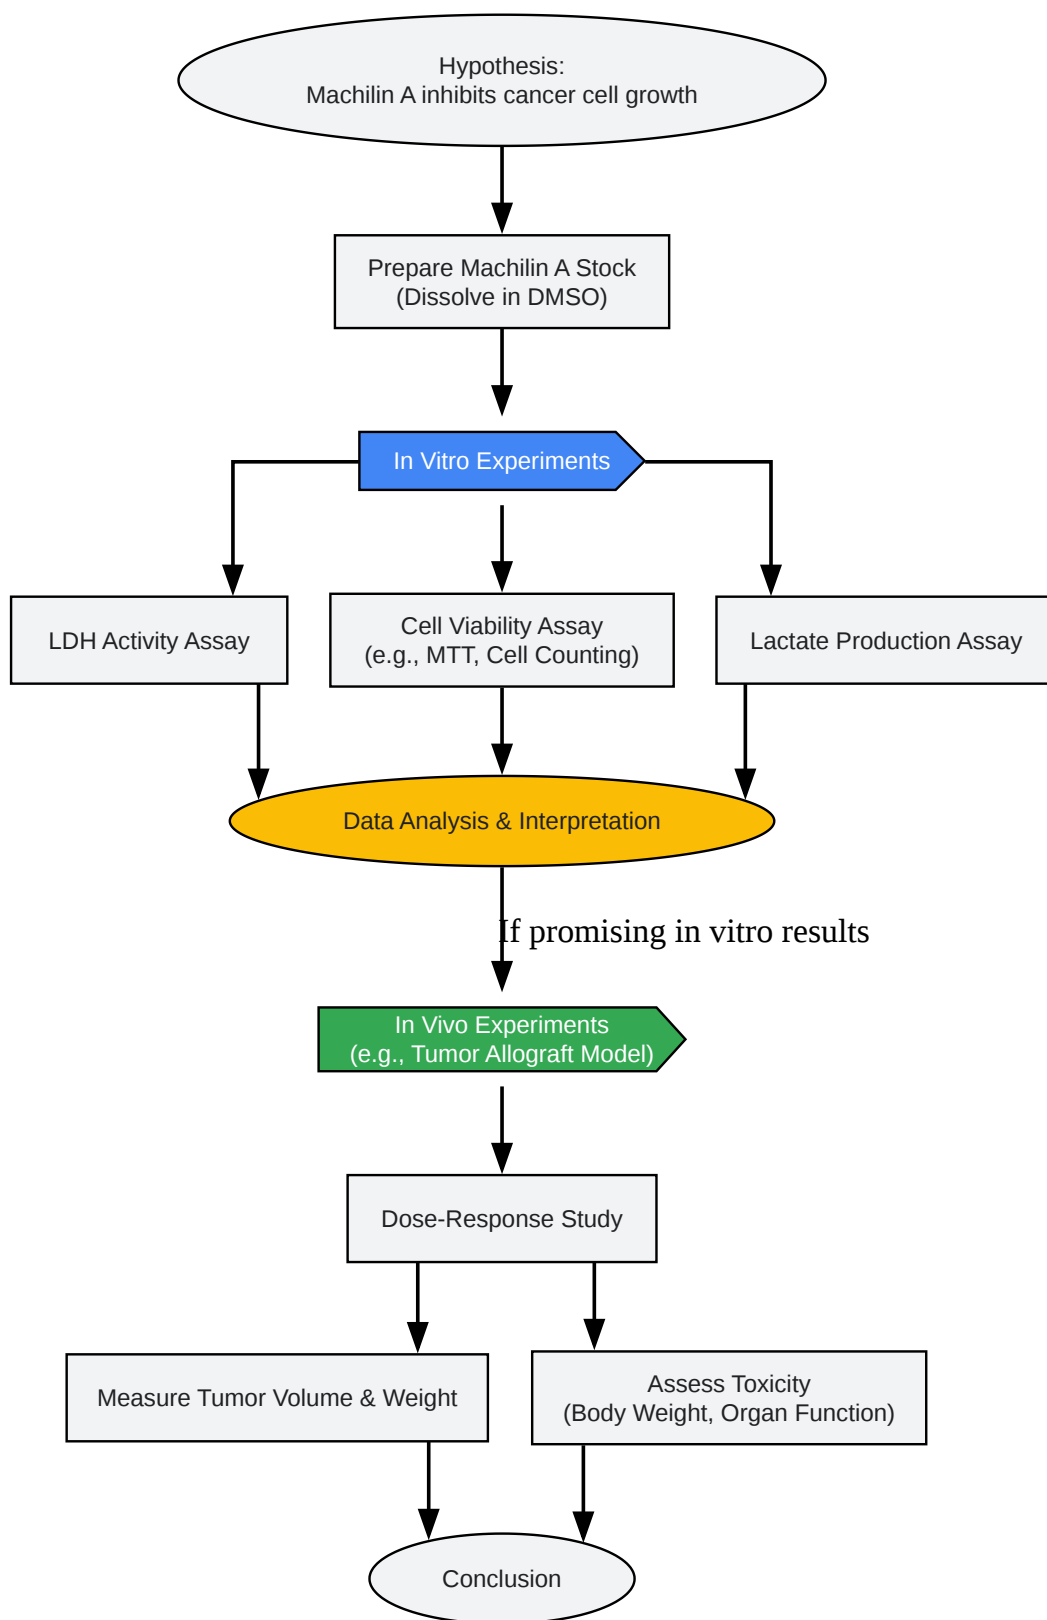 Hypothesis:
Machilin A inhibits cancer cell growth
Prepare Machilin A Stock
(Dissolve in DMSO)
In Vitro Experiments
LDH Activity Assay
Cell Viability Assay
(e.g., MTT, Cell Counting)
Lactate Production Assay
Data Analysis & Interpretation
If promising in vitro results
In Vivo Experiments
(e.g., Tumor Allograft Model)
Dose-Response Study
Measure Tumor Volume & Weight
Assess Toxicity
(Body Weight, Organ Function)
Conclusion